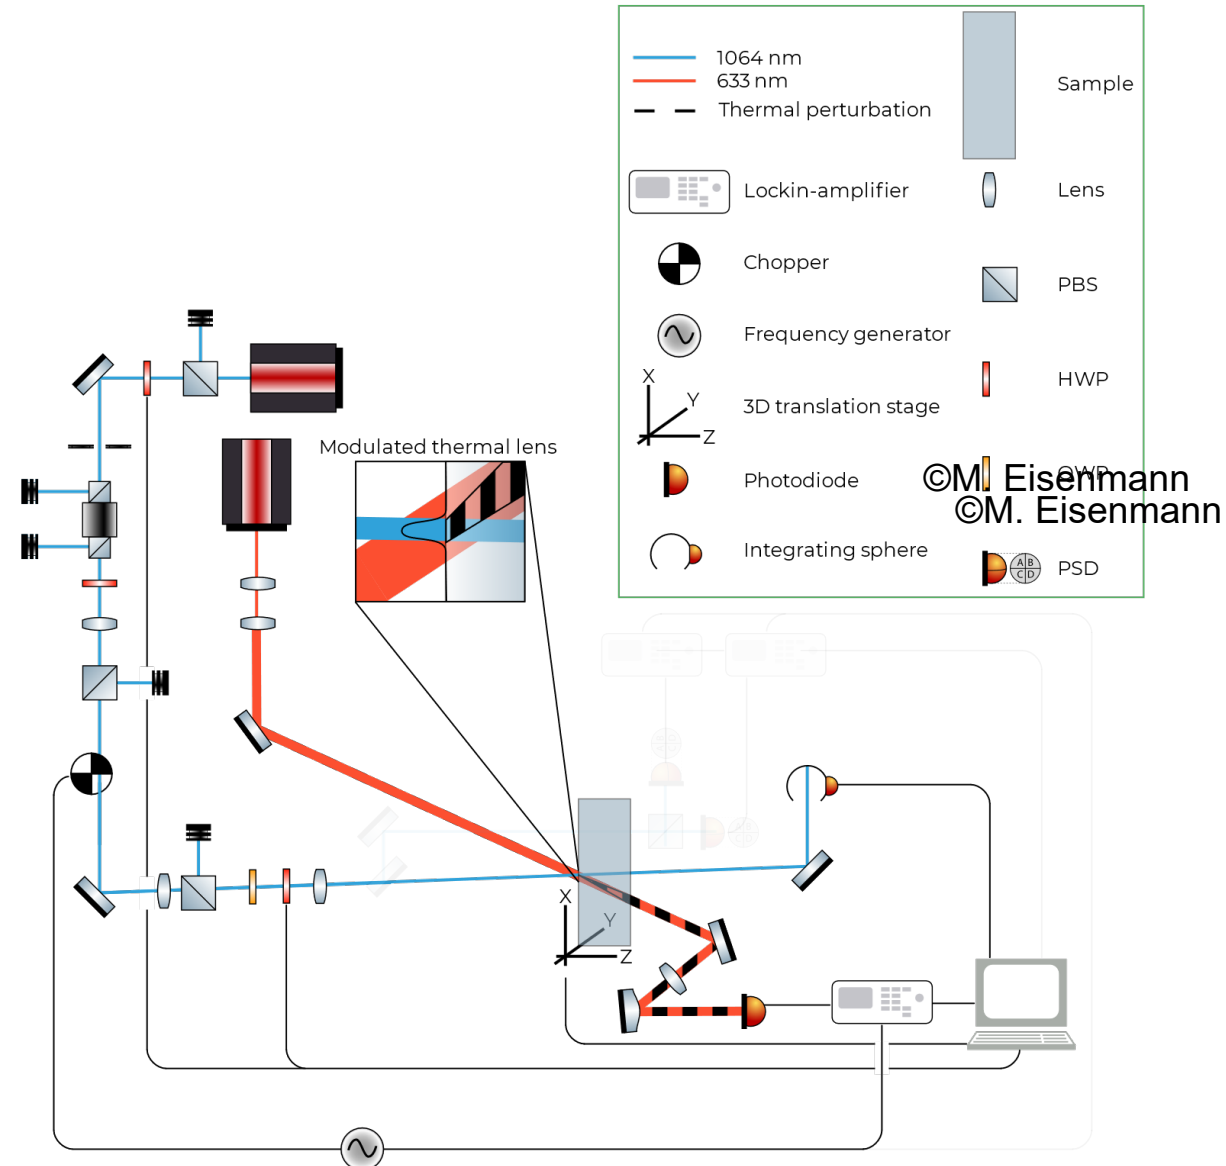 1064 nm
633 nm
Thermal perturbation
Sample
Lockin-amplifier
Lens
Chopper
PBS
Frequency generator
HWP
X
Y
Z
3D translation stage
Modulated thermal lens
Photodiode
QWP
©M. Eisenmann
©M. Eisenmann
Integrating sphere
A B
C D
PSD
X
Y
Z